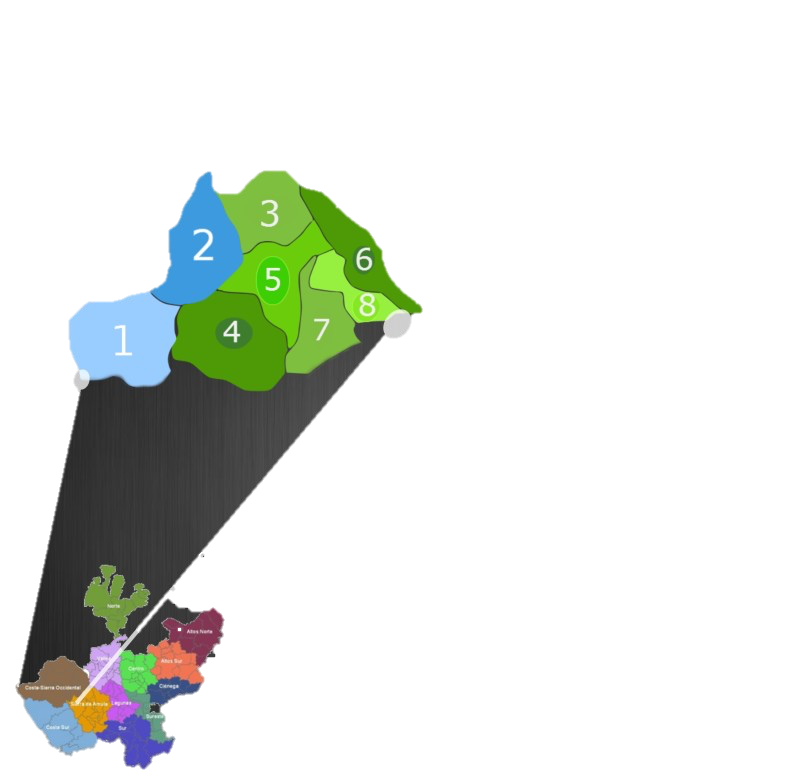 3
2
6
5
8
4
7
1
Norte
Altos Norte
Altos Sur
Centro
Costa-Sierra Occidental
Ciénega
Sierra de Amula
Lagunas
Sureste
Costa Sur
Sur